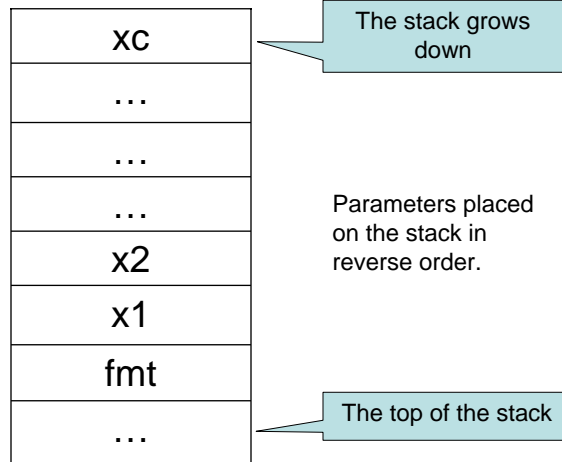 xc
The stack grows
down
...
...
...
Parameters placed
on the stack in
reverse order.
x2
x1
fmt
The top of the stack
...